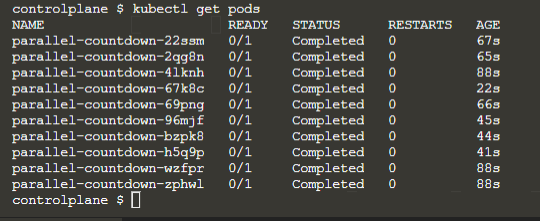 controlplane $ kubectl get pods
NAME READY STATUS RESTARTS AGE
parallel-countdown-22ssm 0/1 Completed 0 67s
parallel-countdown-2qg8n 0/1 Completed 0 65s
parallel-countdown-4lknh 0/1 Completed 0 88s
parallel-countdown-67k8c 0/1 Completed 0 22s
parallel-countdown-69png 0/1 Completed 0 66s
parallel-countdown-96mjf 0/1 Completed 0 45s
parallel-countdown-bzpk8 0/1 Completed 0 44s
parallel-countdown-h5q9p 0/1 Completed 0 41s
parallel-countdown-wzfpr 0/1 Completed 0 88s
parallel-countdown-zphwl 0/1 Completed 0 88s
controlplane $